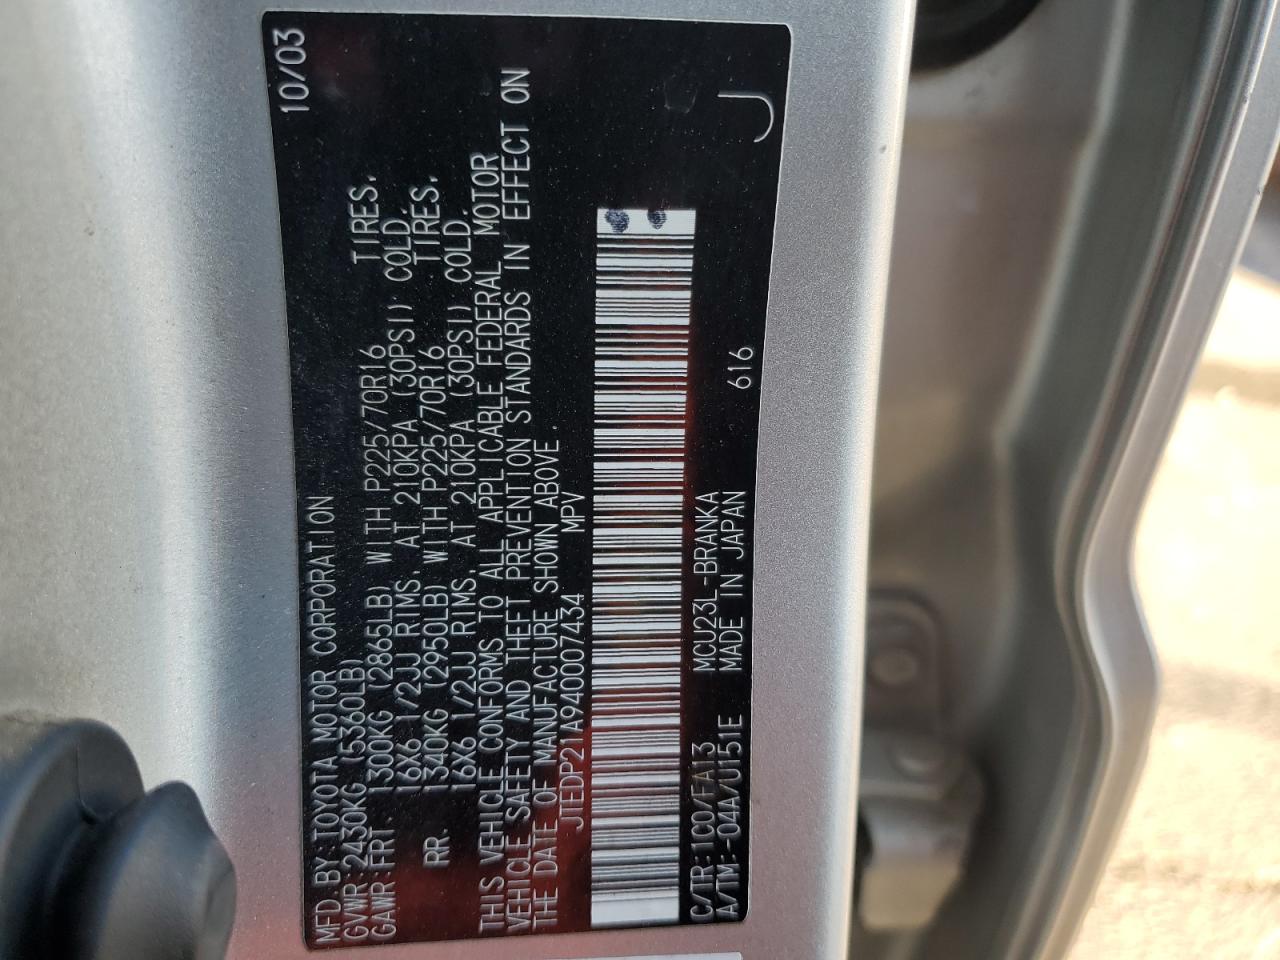 MFD. BY: TOYOTA MOTOR CORPORATION 10/03
GVWR: 2430KG (5360LB)
GAWR: FRT. 1300KG (2865LB) WITH P225/70R16 TIRES,
16X6 1/2JJ RIMS, AT 210KPA (30PSI) COLD.
RR. 1340KG (2950LB) WITH P225/70R16 TIRES,
16X6 1/2JJ RIMS, AT 210KPA (30PSI) COLD.
THIS VEHICLE CONFORMS TO ALL APPLICABLE FEDERAL MOTOR
VEHICLE SAFETY AND THEFT PREVENTION STANDARDS IN EFFECT ON
THE DATE OF MANUFACTURE SHOWN ABOVE.
JTEDP21A940007434 MPV
C/TR: 1C0/FA13 MCU23L-BRANKA
A/TM: -04A/U151E MADE IN JAPAN 616
J